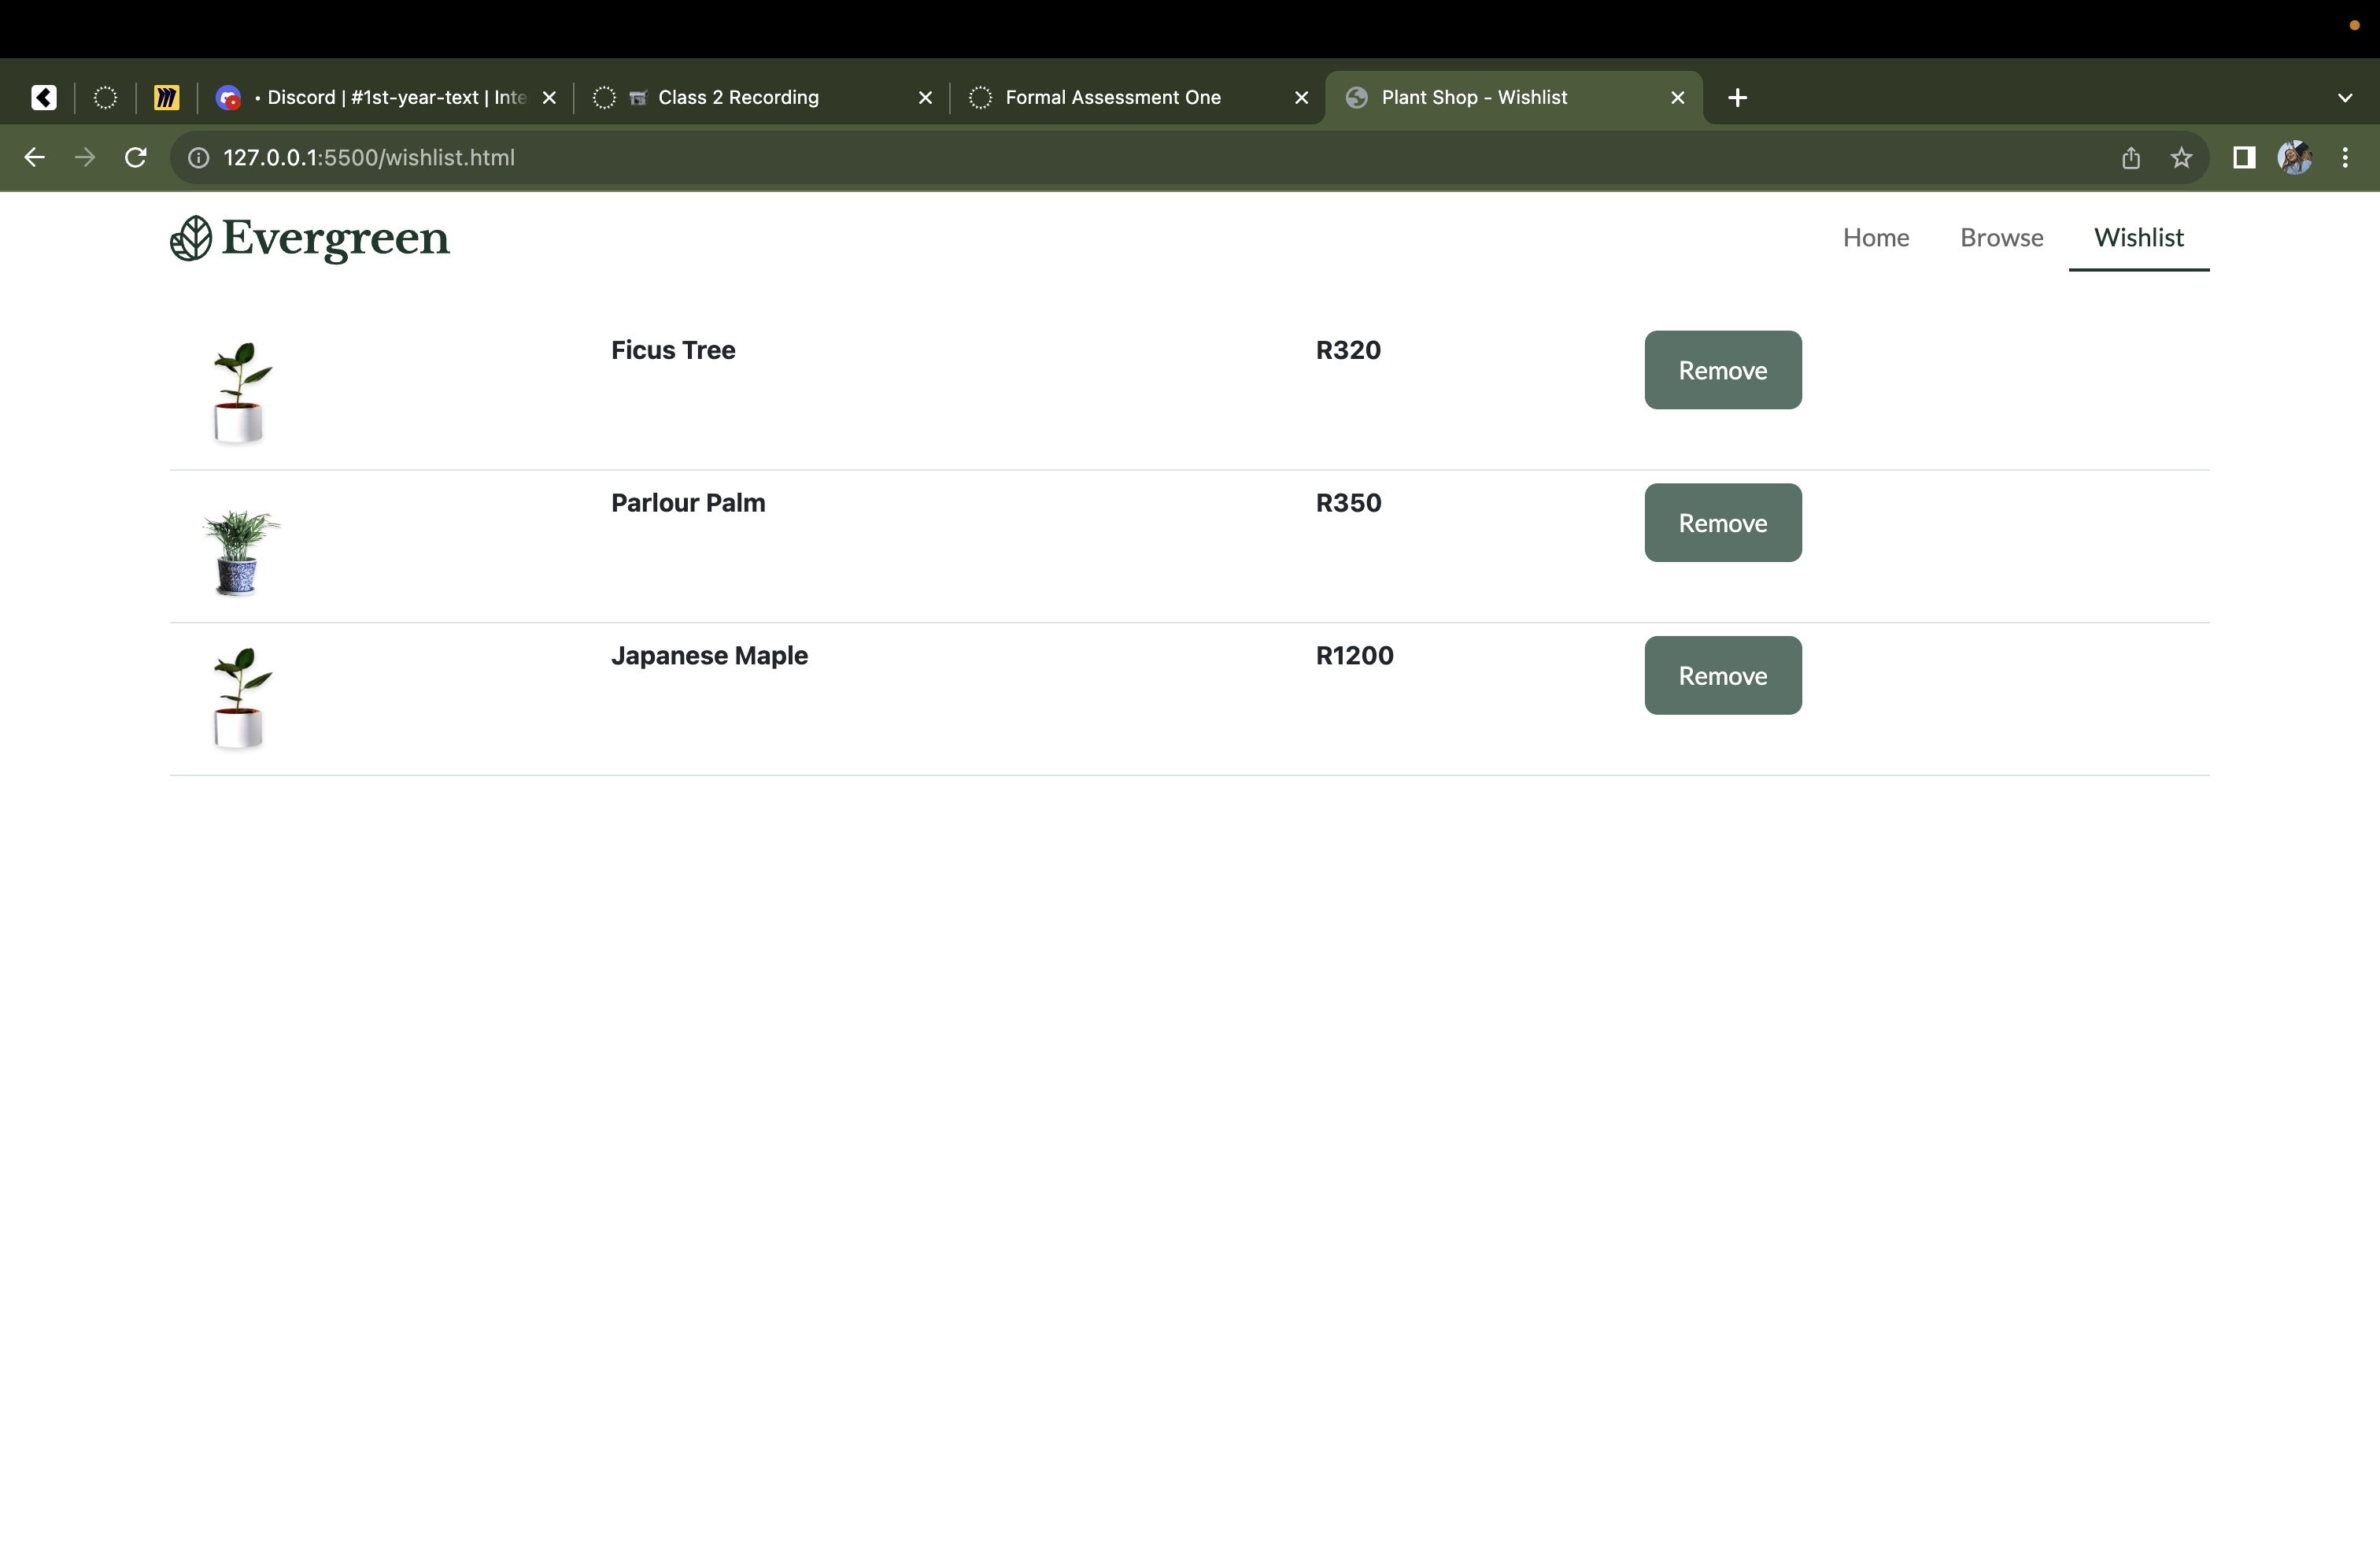 • Discord | #1st-year-text | Inte
Class 2 Recording
Formal Assessment One
Plant Shop - Wishlist
127.0.0.1:5500/wishlist.html
Evergreen
Home Browse Wishlist
Ficus Tree R320 Remove
Parlour Palm R350 Remove
Japanese Maple R1200 Remove